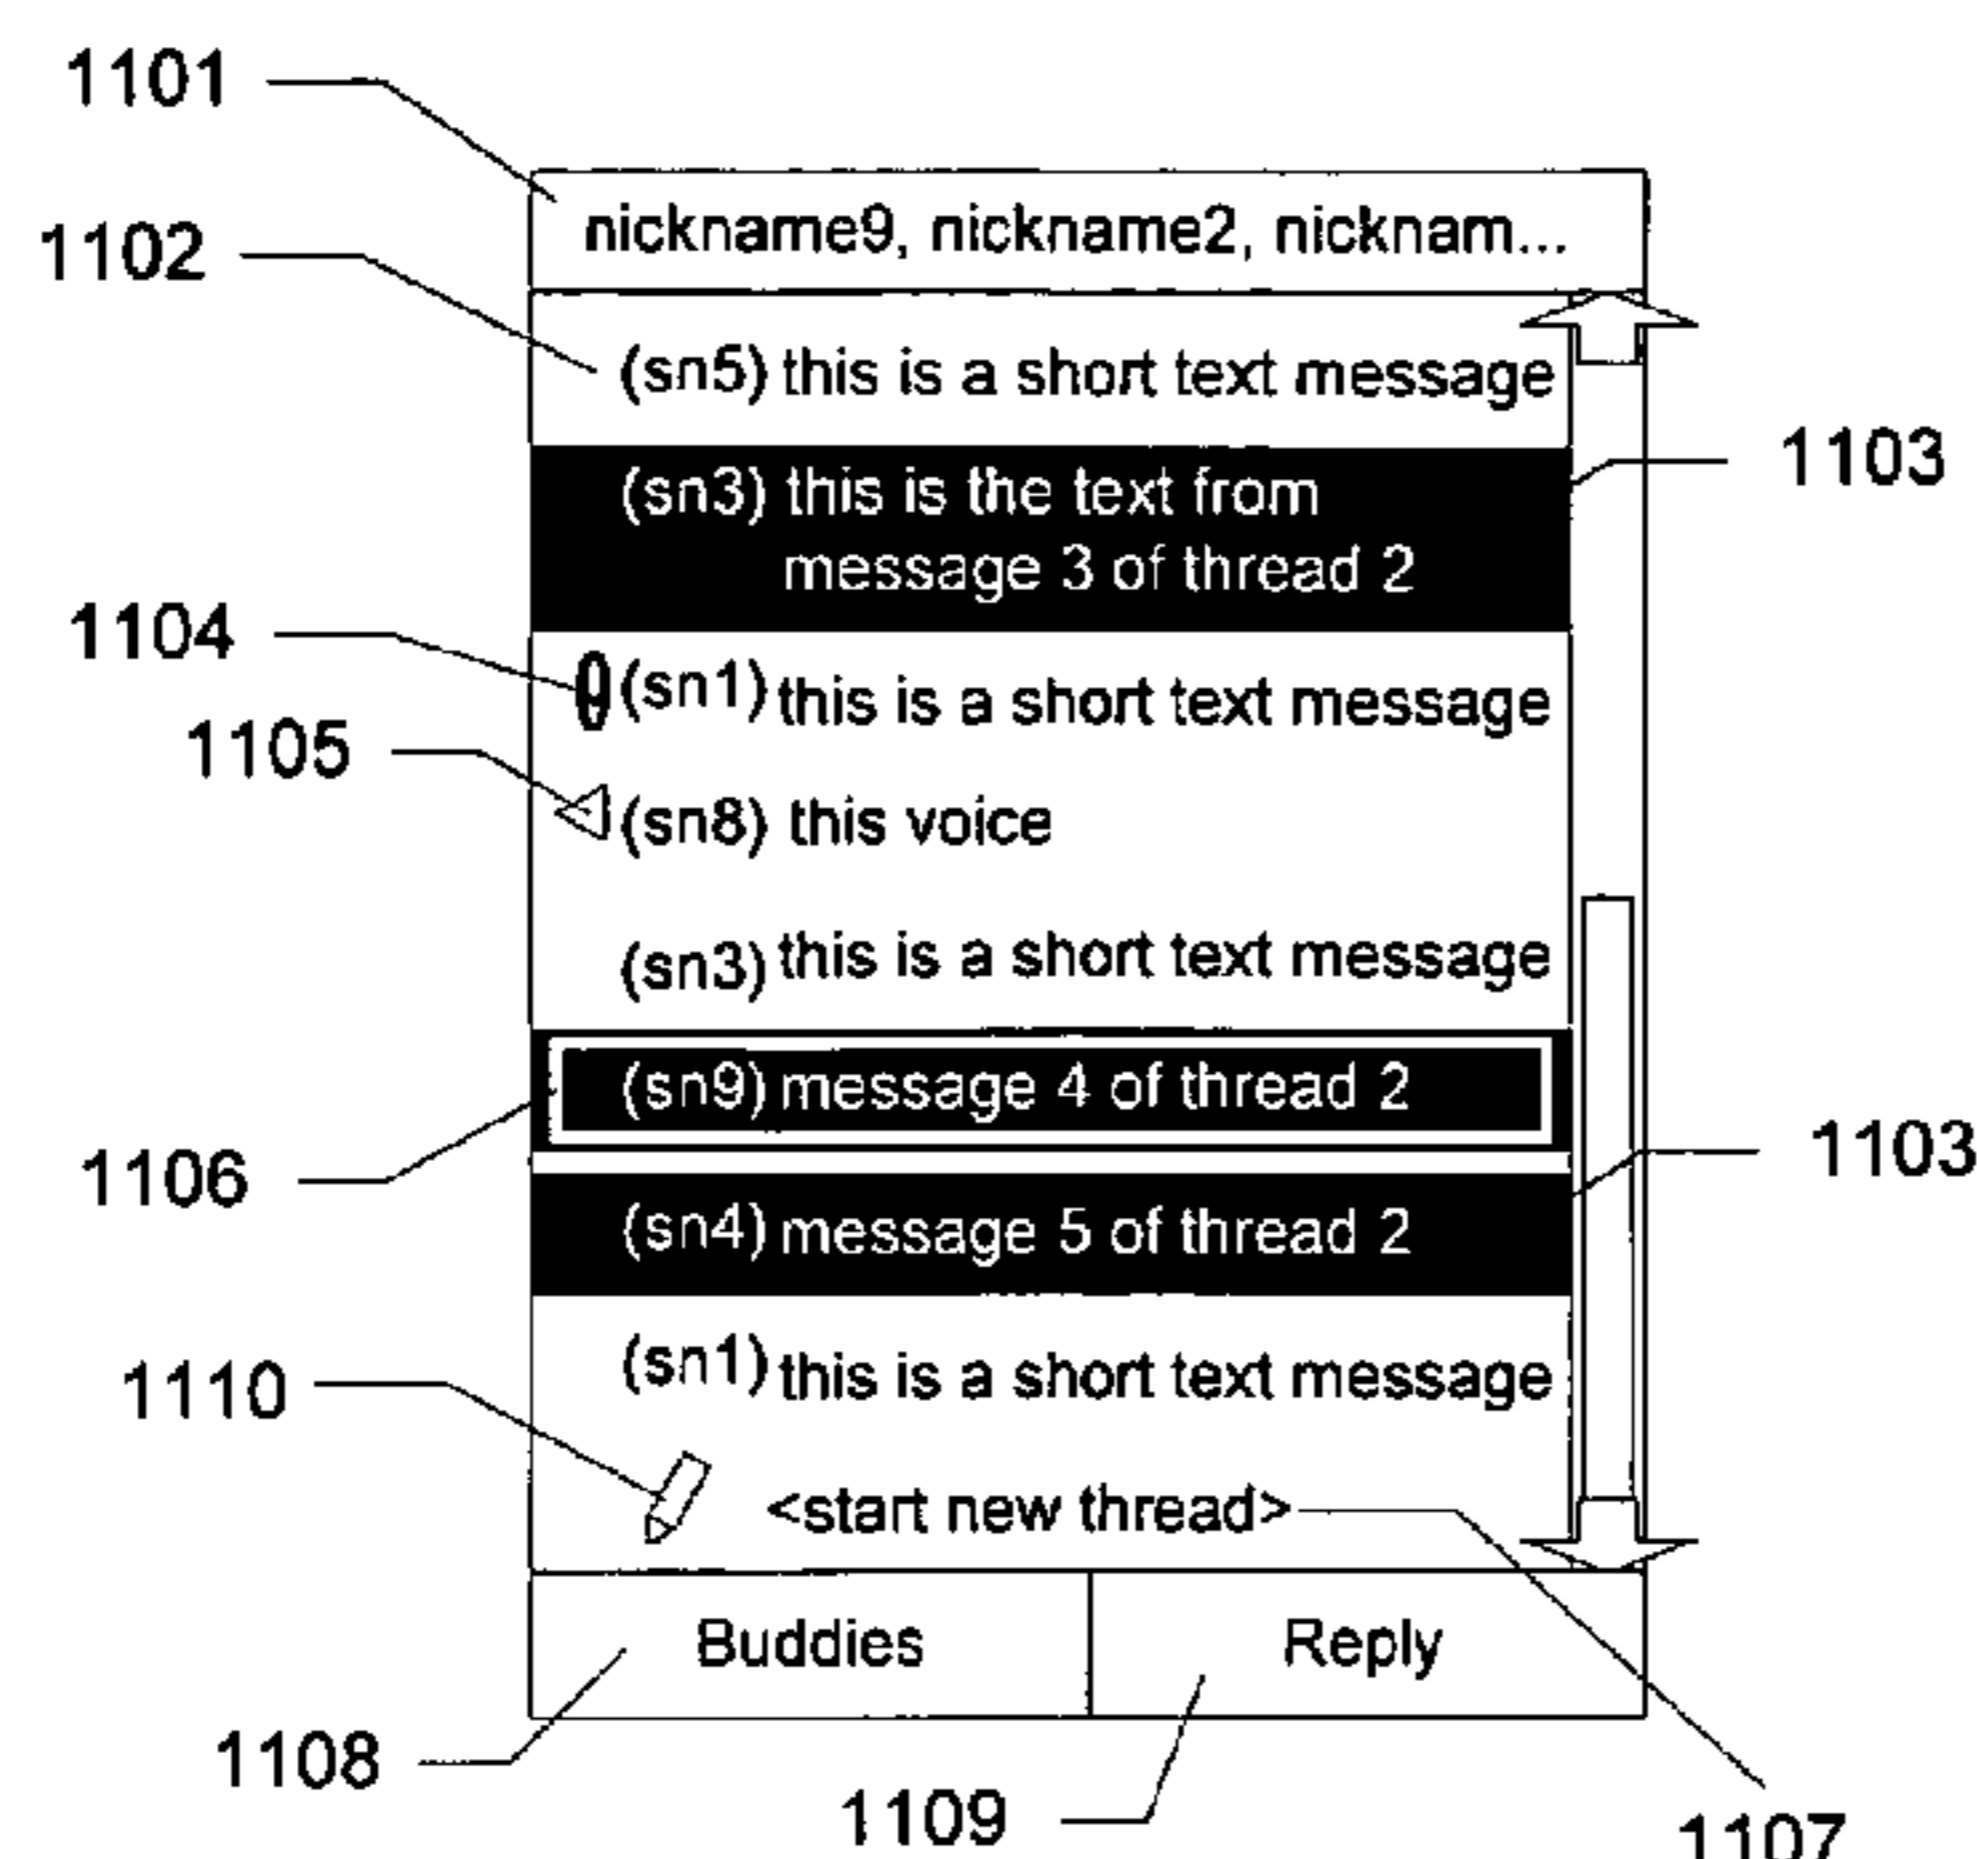 1101
nickname9, nickname2, nicknam...
1102
(sn5) this is a short text message
1103
(sn3) this is the text from
message 3 of thread 2
1104
(sn1) this is a short text message
1105
(sn8) this voice
(sn3) this is a short text message
(sn9) message 4 of thread 2
1106
1103
(sn4) message 5 of thread 2
(sn1) this is a short text message
1110
<start new thread>
Buddies Reply
1108
1109
1107